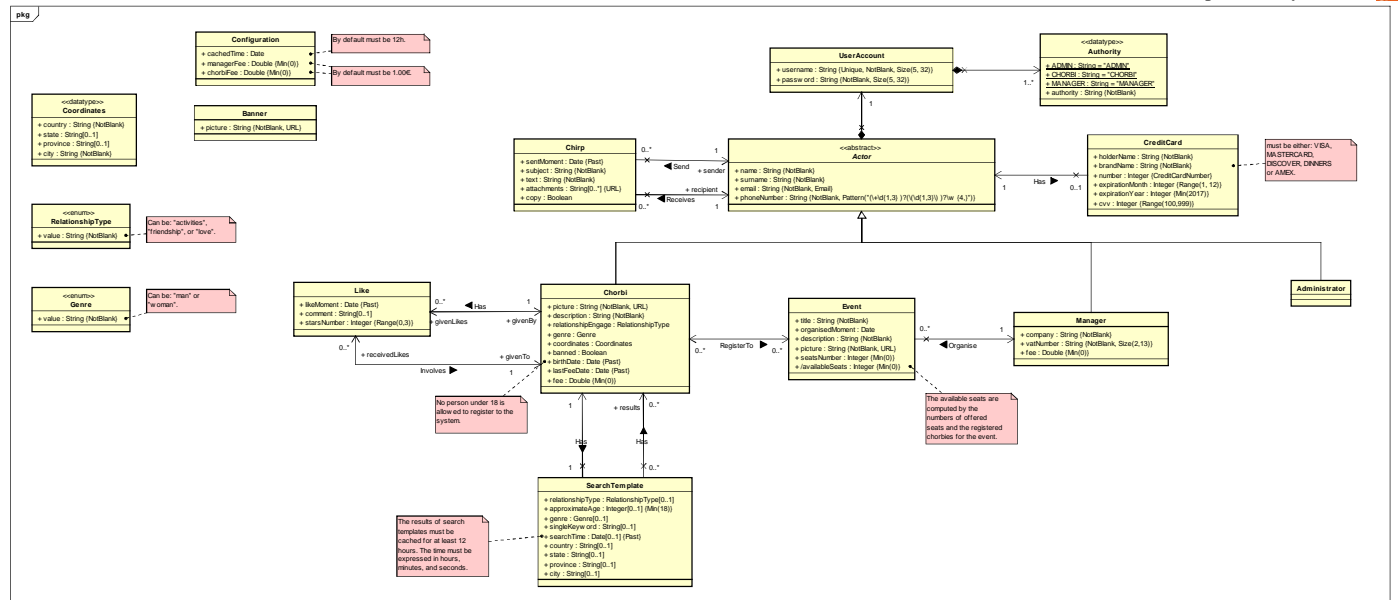 pkg
Configuration
+ cachedTime : Date
+ managerFee : Double {Min(0)}
+ chorbiFee : Double {Min(0)}
By default must be 12h.
By default must be 1.00€.
UserAccount
+ username : String {Unique, NotBlank, Size(5, 32)}
+ password : String {NotBlank, Size(5, 32)}
1..*
<<datatype>>
Authority
+ ADMIN : String = "ADMIN"
+ CHORBI : String = "CHORBI"
+ MANAGER : String = "MANAGER"
+ authority : String {NotBlank}
<<datatype>>
Coordinates
+ country : String {NotBlank}
+ state : String[0..1]
+ province : String[0..1]
+ city : String {NotBlank}
Banner
+ picture : String {NotBlank, URL}
1
Chirp
+ sentMoment : Date {Past}
+ subject : String {NotBlank}
+ text : String {NotBlank}
+ attachments : String[0..*] {URL}
+ copy : Boolean
0..*
1
Send
+ sender
+ recipient
0..*
Receives
1
<<abstract>>
Actor
+ name : String {NotBlank}
+ surname : String {NotBlank}
+ email : String {NotBlank, Email}
1
Has
0..1
CreditCard
+ holderName : String {NotBlank}
+ brandName : String {NotBlank}
+ number : Integer {CreditCardNumber}
+ expirationMonth : Integer {Range(1, 12)}
+ expirationYear : Integer {Min(2017)}
+ cvv : Integer {Range(100,999)}
must be either: VISA,
MASTERCARD,
DISCOVER, DINNERS
or AMEX.
<<enum>>
RelationshipType
+ value : String {NotBlank}
Can be: "activities",
"friendship", or "love".
<<enum>>
Genre
+ value : String {NotBlank}
Can be: "man" or
"woman".
Like
+ likeMoment : Date {Past}
+ comment : String[0..1]
+ starsNumber : Integer {Range(0,3)}
0..*
Has
1
+ givenLikes
+ givenBy
0..*
+ receivedLikes
+ givenTo
Involves
1
Chorbi
+ picture : String {NotBlank, URL}
+ description : String {NotBlank}
+ relationshipEngage : RelationshipType
+ genre : Genre
+ coordinates : Coordinates
+ banned : Boolean
+ birthDate : Date {Past}
+ lastFeeDate : Date {Past}
+ fee : Double {Min(0)}
0..*
RegisterTo
0..*
Event
+ title : String {NotBlank}
+ organisedMoment : Date
+ description : String {NotBlank}
+ picture : String {NotBlank, URL}
+ seatsNumber : Integer {Min(0)}
+ /availableSeats : Integer {Min(0)}
0..*
1
Organise
Manager
+ company : String {NotBlank}
+ vatNumber : String {NotBlank, Size(2,13)}
+ fee : Double {Min(0)}
Administrator
No person under 18 is
allowed to register to the
system.
The available seats are
computed by the
numbers of offered
seats and the registered
chorbies for the event.
1
+ results
0..*
Has
Has
1
0..*
SearchTemplate
+ relationshipType : RelationshipType[0..1]
+ approximateAge : Integer[0..1] {Min(18)}
+ genre : Genre[0..1]
+ singleKeyword : String[0..1]
+ searchTime : Date[0..1] {Past}
+ country : String[0..1]
+ state : String[0..1]
+ province : String[0..1]
+ city : String[0..1]
The results of search
templates must be
cached for at least 12
hours. The time must be
expressed in hours,
minutes, and seconds.